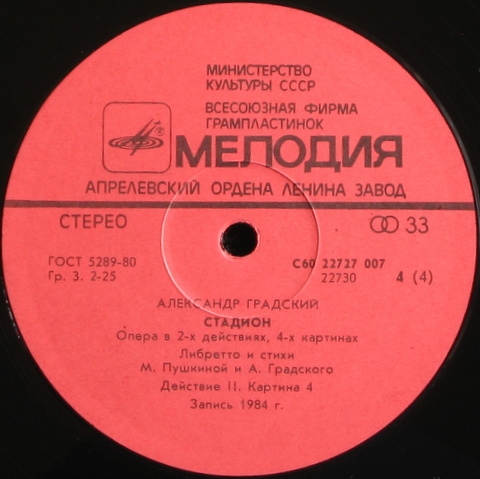 МИНИСТЕРСТВО
КУЛЬТУРЫ СССР
ВСЕСОЮЗНАЯ ФИРМА
ГРАМПЛАСТИНОК
® МЕЛОДИЯ
АПРЕЛЕВСКИЙ ОРДЕНА ЛЕНИНА ЗАВОД
СТЕРЕО 33
ГОСТ 5289-80 С60 22727 007
Гр. 3. 2-25 22730 4 (4)
АЛЕКСАНДР ГРАДСКИЙ
СТАДИОН
Опера в 2-х действиях, 4-х картинах
Либретто и стихи
М. Пушкиной и А. Градского
Действие II. Картина 4
Запись 1984 г.